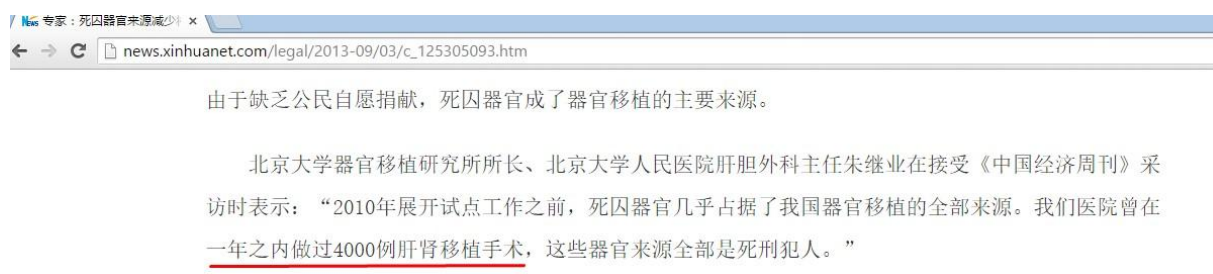 News 专家：死囚器官来源减少
news.xinhuanet.com/legal/2013-09/03/c_125305093.htm
由于缺乏公民自愿捐献，死囚器官成了器官移植的主要来源。
北京大学器官移植研究所所长、北京大学人民医院肝胆外科主任朱继业在接受《中国经济周刊》采
访时表示：“2010年展开试点工作之前，死囚器官几乎占据了我国器官移植的全部来源。我们医院曾在
一年之内做过4000例肝肾移植手术，这些器官来源全部是死刑犯人。”